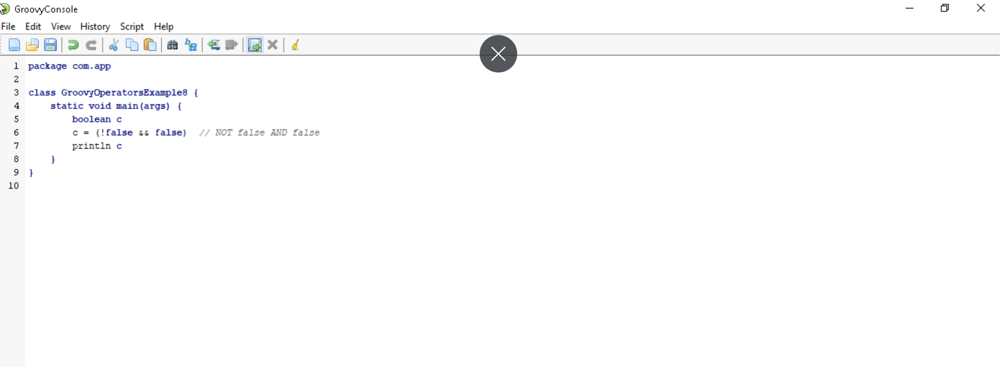 GroovyConsole
File Edit View History Script Help
1 package com.app
2
3 class GroovyOperatorsExample8 {
4     static void main(args) {
5         boolean c
6         c = (!false && false)  // NOT false AND false
7         println c
8     }
9 }
10